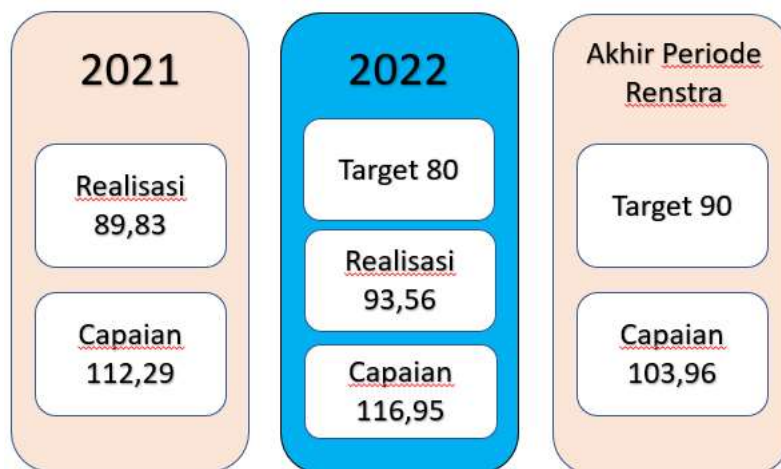 2021
Realisasi
89,83
Capaian
112,29
2022
Target 80
Realisasi
93,56
Capaian
116,95
Akhir Periode
Renstra
Target 90
Capaian
103,96